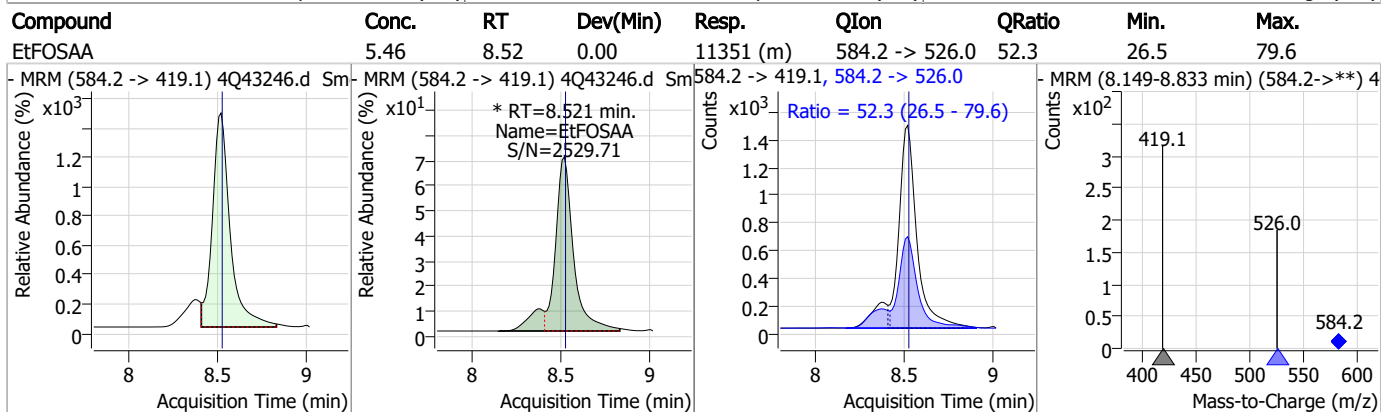 Compound Conc. RT Dev(Min) Resp. QIon QRatio Min. Max.
EtFOSAA 5.46 8.52 0.00 11351 (m) 584.2 -> 526.0 52.3 26.5 79.6
- MRM (584.2 -> 419.1) 4Q43246.d Sm
Relative Abundance (%)
x10³
1.2
1
0.8
0.6
0.4
0.2
0
8 8.5 9
Acquisition Time (min)
- MRM (584.2 -> 419.1) 4Q43246.d Sm
Relative Abundance (%)
x10¹
* RT=8.521 min.
Name=EtFOSAA
S/N=2529.71
7
6
5
4
3
2
1
0
8 8.5 9
Acquisition Time (min)
584.2 -> 419.1, 584.2 -> 526.0
Counts
x10³
Ratio = 52.3 (26.5 - 79.6)
1.4
1.2
1
0.8
0.6
0.4
0.2
0
8 8.5 9
Acquisition Time (min)
- MRM (8.149-8.833 min) (584.2->**) 4
Counts
x10²
419.1
3
2.5
2
526.0
1.5
1
0.5
584.2
0
400 450 500 550 600
Mass-to-Charge (m/z)